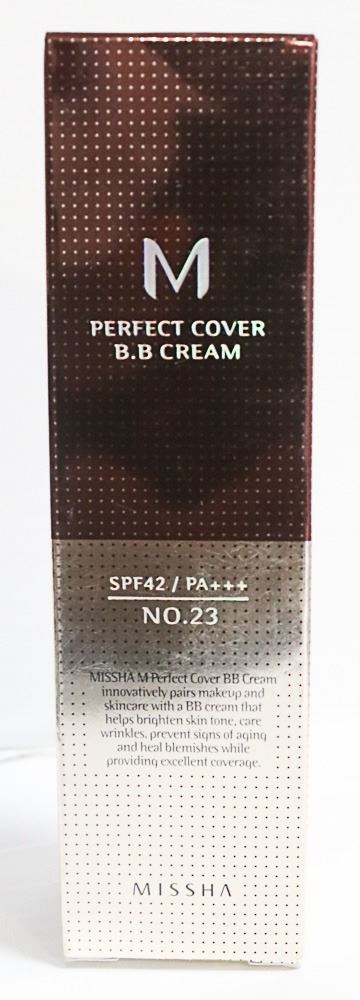 M
PERFECT COVER
B.B CREAM
SPF42 / PA+++
NO.23
MISSHA M Perfect Cover BB Cream
innovatively pairs makeup and
skincare with a BB cream that
helps brighten skin tone, care
wrinkles, prevent signs of aging
and heal blemishes while
providing excellent coverage.
MISSHA